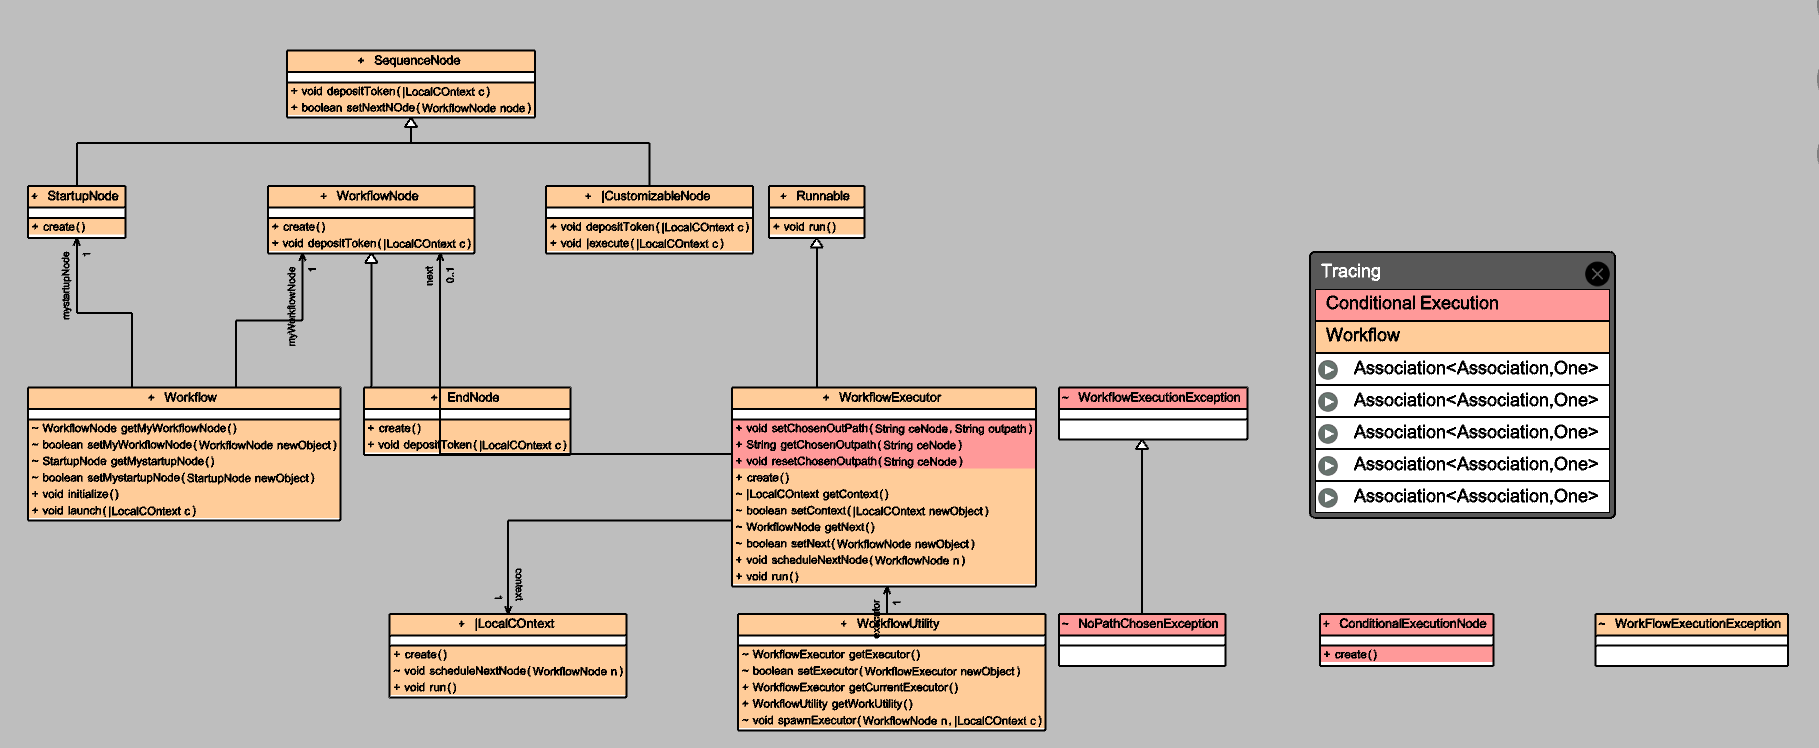 + SequenceNode
+ void depositToken(|LocalCOntext c)
+ boolean setNextNOde(WorkflowNode node)
+ StartupNode
+ create()
+ WorkflowNode
+ create()
+ void depositToken(|LocalCOntext c)
+ |CustomizableNode
+ void depositToken(|LocalCOntext c)
+ void |execute(|LocalCOntext c)
+ Runnable
+ void run()
mystartupNode
1
myWorkflowNode
1
next
0..1
Tracing
Conditional Execution
Workflow
Association<Association,One>
Association<Association,One>
Association<Association,One>
Association<Association,One>
Association<Association,One>
+ Workflow
~ WorkflowNode getMyWorkflowNode()
~ boolean setMyWorkflowNode(WorkflowNode newObject)
~ StartupNode getMystartupNode()
~ boolean setMystartupNode(StartupNode newObject)
+ void initialize()
+ void launch(|LocalCOntext c)
+ EndNode
+ create()
+ void depositToken(|LocalCOntext c)
+ WorkflowExecutor
+ void setChosenOutPath(String ceNode, String outpath)
+ String getChosenOutpath(String ceNode)
+ void resetChosenOutpath(String ceNode)
+ create()
~ |LocalCOntext getContext()
~ boolean setContext(|LocalCOntext newObject)
~ WorkflowNode getNext()
~ boolean setNext(WorkflowNode newObject)
+ void scheduleNextNode(WorkflowNode n)
+ void run()
~ WorkflowExecutionException
context
1
executor
1
+ |LocalCOntext
+ create()
~ void scheduleNextNode(WorkflowNode n)
+ void run()
+ WorkflowUtility
~ WorkflowExecutor getExecutor()
~ boolean setExecutor(WorkflowExecutor newObject)
+ WorkflowExecutor getCurrentExecutor()
+ WorkflowUtility getWorkUtility()
~ void spawnExecutor(WorkflowNode n, |LocalCOntext c)
~ NoPathChosenException
+ ConditionalExecutionNode
+ create()
~ WorkFlowExecutionException